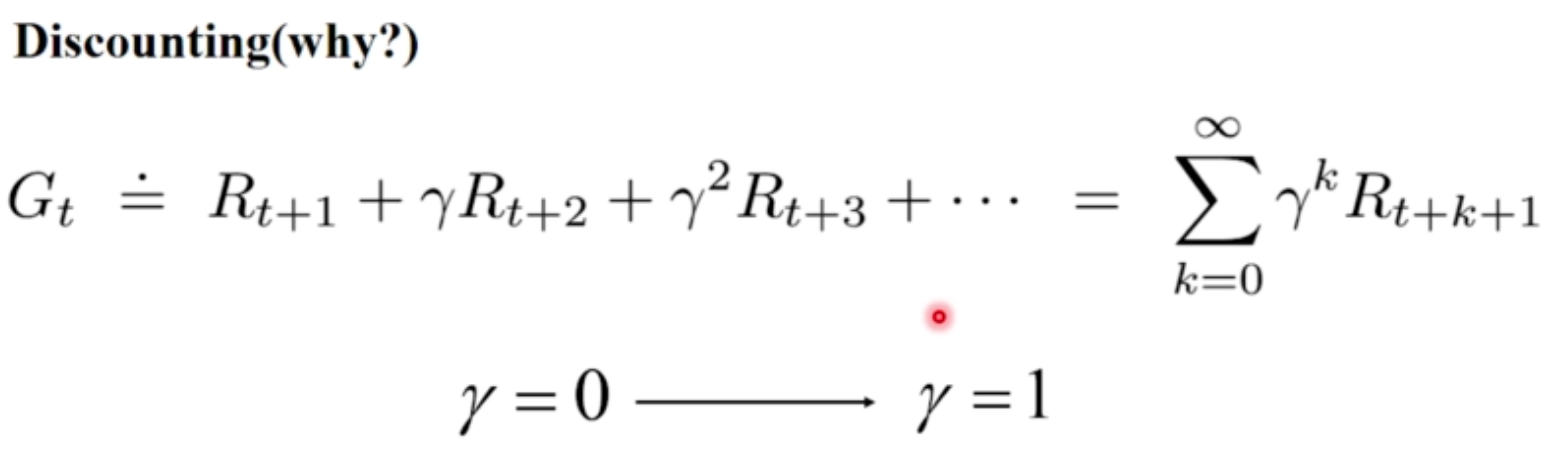 Discounting(why?)
$G_t \doteq R_{t+1} + \gamma R_{t+2} + \gamma^2 R_{t+3} + \cdots = \sum_{k=0}^{\infty} \gamma^k R_{t+k+1}$
$\gamma = 0 \longrightarrow \gamma = 1$